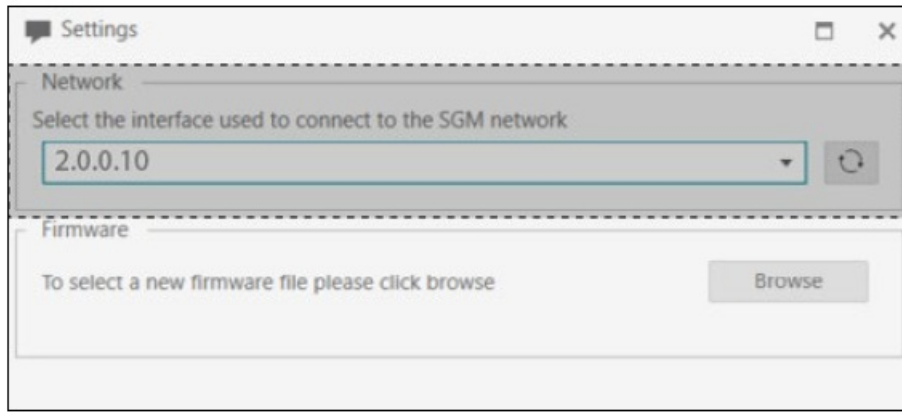 Settings
Network
Select the interface used to connect to the SGM network
2.0.0.10
Firmware
To select a new firmware file please click browse
Browse